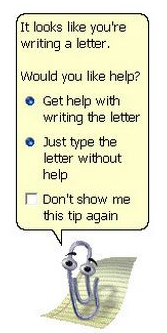 It looks like you're
writing a letter.
Would you like help?
Get help with
writing the letter
Just type the
letter without
help
Don't show me
this tip again